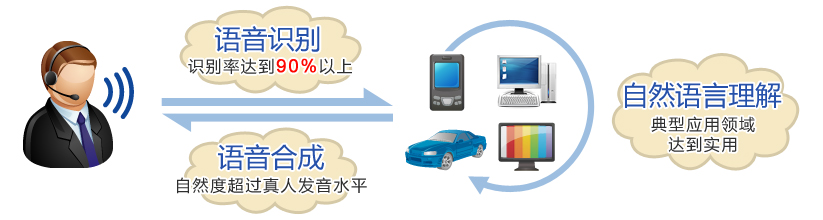 语音识别
识别率达到90%以上
语音合成
自然度超过真人发音水平
自然语言理解
典型应用领域
达到实用